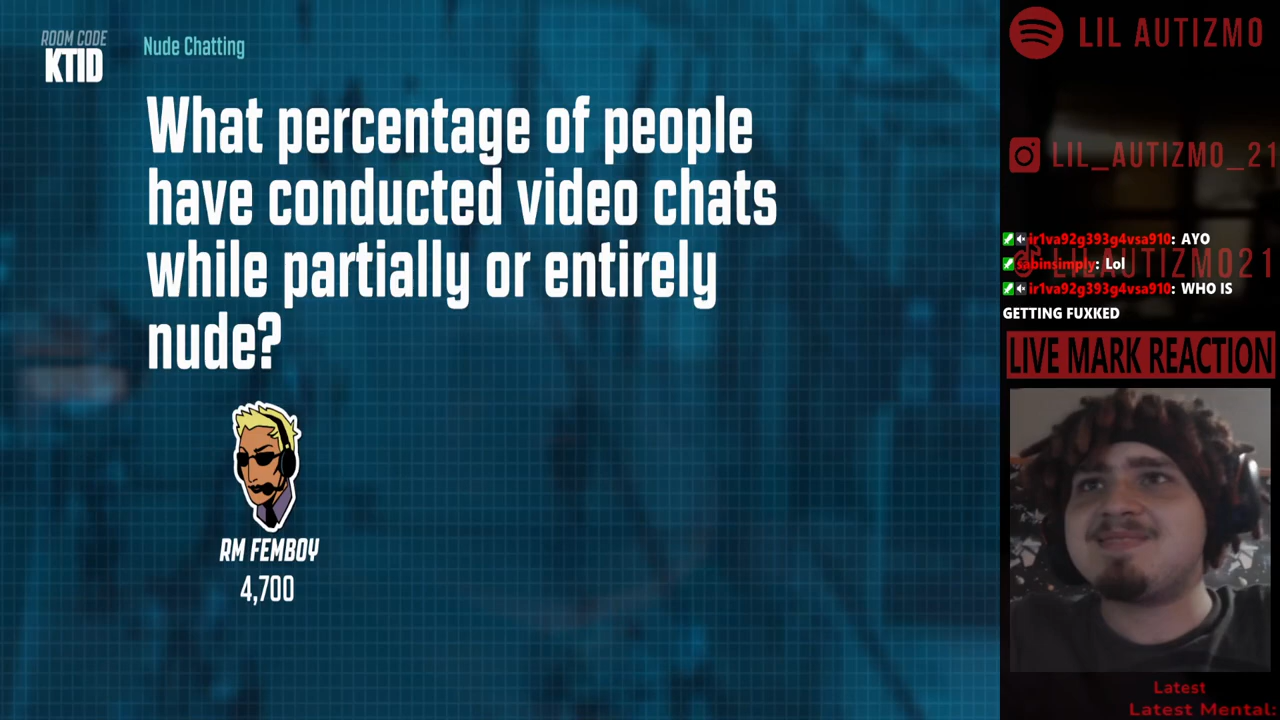 ROOM CODE
KTID
Nude Chatting
What percentage of people
have conducted video chats
while partially or entirely
nude?
RM FEMBOY
4,700
LIL AUTIZMO
LIL_AUTIZMO_21
ir1va92g393g4vsa910: AYO
sabinsimply: Lol
LILAUTIZMO21
ir1va92g393g4vsa910: WHO IS
GETTING FUXKED
LIVE MARK REACTION
Latest
Latest Mental: